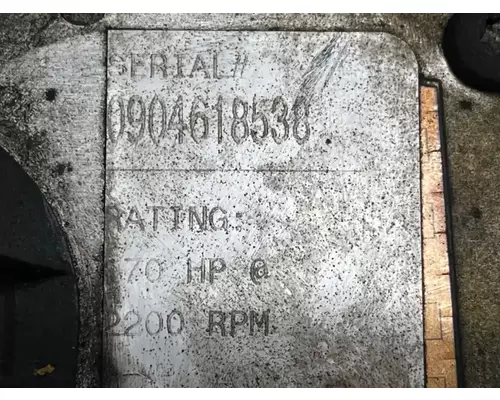 SERIAL#
0904618538
RATING:
70 HP @
2200 RPM